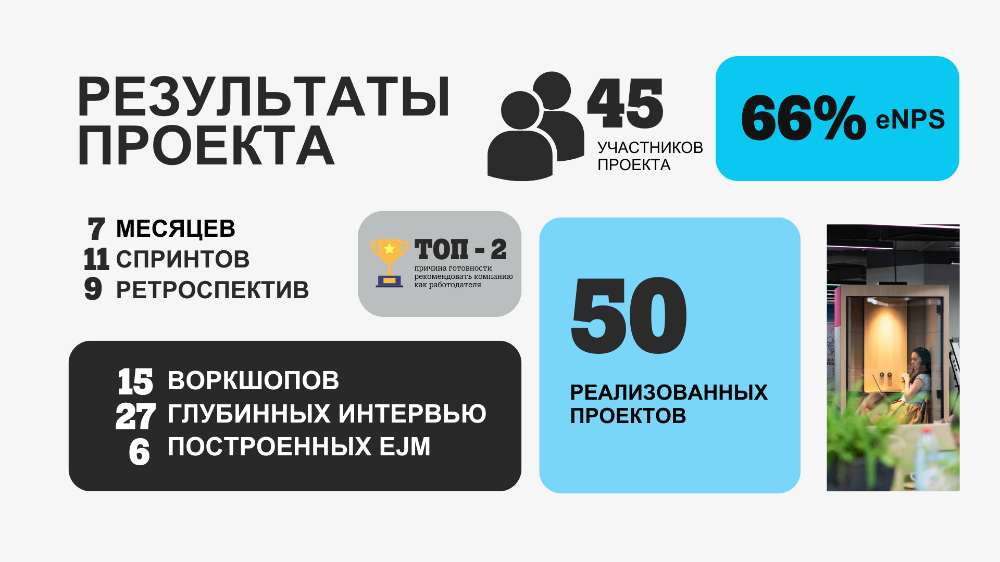 РЕЗУЛЬТАТЫ
ПРОЕКТА
45
УЧАСТНИКОВ
ПРОЕКТА
66% eNPS
7 МЕСЯЦЕВ
11 СПРИНТОВ
9 РЕТРОСПЕКТИВ
ТОП - 2
причина готовности
рекомендовать компанию
как работодателя
15 ВОРКШОПОВ
27 ГЛУБИННЫХ ИНТЕРВЬЮ
6 ПОСТРОЕННЫХ EJM
50
РЕАЛИЗОВАННЫХ
ПРОЕКТОВ